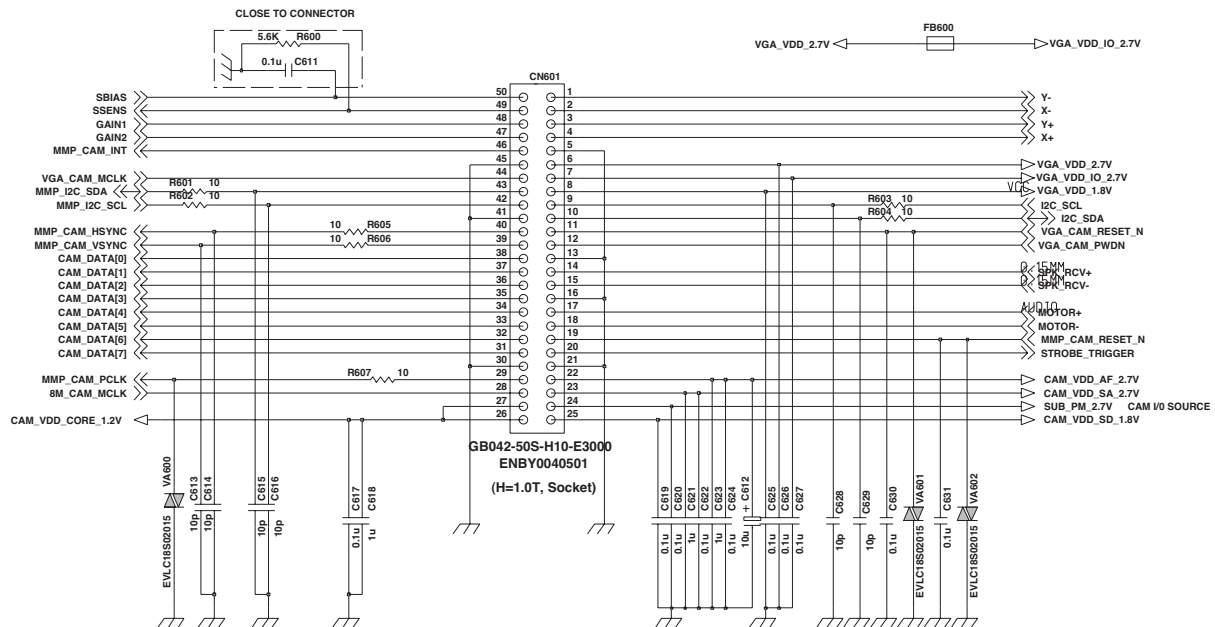 CLOSE TO CONNECTOR
5.6K R600
0.1u C611
FB600
VGA_VDD_2.7V VGA_VDD_IO_2.7V
CN601
SBIAS 50 1 Y-
SSENS 49 2 X-
GAIN1 48 3 Y+
GAIN2 47 4 X+
MMP_CAM_INT 46 5
45 6 VGA_VDD_2.7V
VGA_CAM_MCLK 44 7 VGA_VDD_IO_2.7V
R601 10
MMP_I2C_SDA 43 8 VCC VGA_VDD_1.8V
R602 10
MMP_I2C_SCL 42 9 R603 10 I2C_SCL
41 10 R604 10 I2C_SDA
MMP_CAM_HSYNC 10 R605 40 11 VGA_CAM_RESET_N
MMP_CAM_VSYNC 10 R606 39 12 VGA_CAM_PWDN
CAM_DATA[0] 38 13
CAM_DATA[1] 37 14 0.15MM SPK_RCV+
CAM_DATA[2] 36 15 0.15MM SPK_RCV-
CAM_DATA[3] 35 16
CAM_DATA[4] 34 17 AUDIO MOTOR+
CAM_DATA[5] 33 18 MOTOR-
CAM_DATA[6] 32 19 MMP_CAM_RESET_N
CAM_DATA[7] 31 20 STROBE_TRIGGER
30 21
MMP_CAM_PCLK R607 10 29 22 CAM_VDD_AF_2.7V
8M_CAM_MCLK 28 23 CAM_VDD_SA_2.7V
27 24 SUB_PM_2.7V CAM I/0 SOURCE
CAM_VDD_CORE_1.2V 26 25 CAM_VDD_SD_1.8V
GB042-50S-H10-E3000
ENBY0040501
(H=1.0T, Socket)
VA600 EVLC18S02015
C613 10p
C614 10p
C615 10p
C616 10p
C617 0.1u
C618 1u
C619 0.1u
C620 0.1u
C621 1u
C622 0.1u
C623 1u
C624 0.1u
+ C612 10u
C625 0.1u
C626 0.1u
C627 0.1u
C628 10p
C629 10p
C630 0.1u
VA601 EVLC18S02015
C631 0.1u
VA602 EVLC18S02015